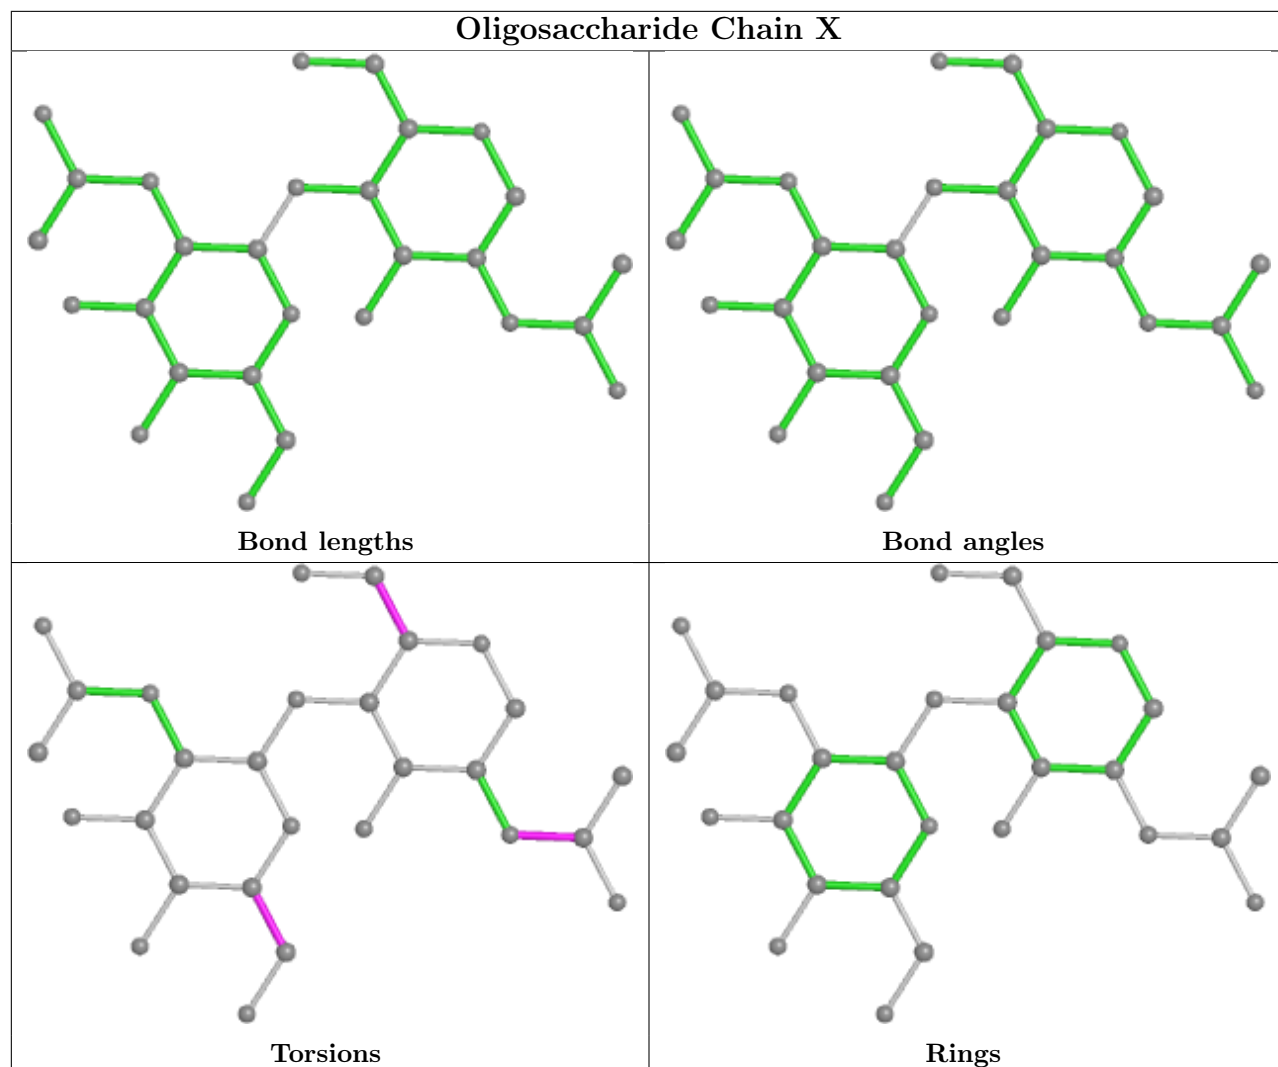 Oligosaccharide Chain X
Bond lengths
Bond angles
Torsions
Rings